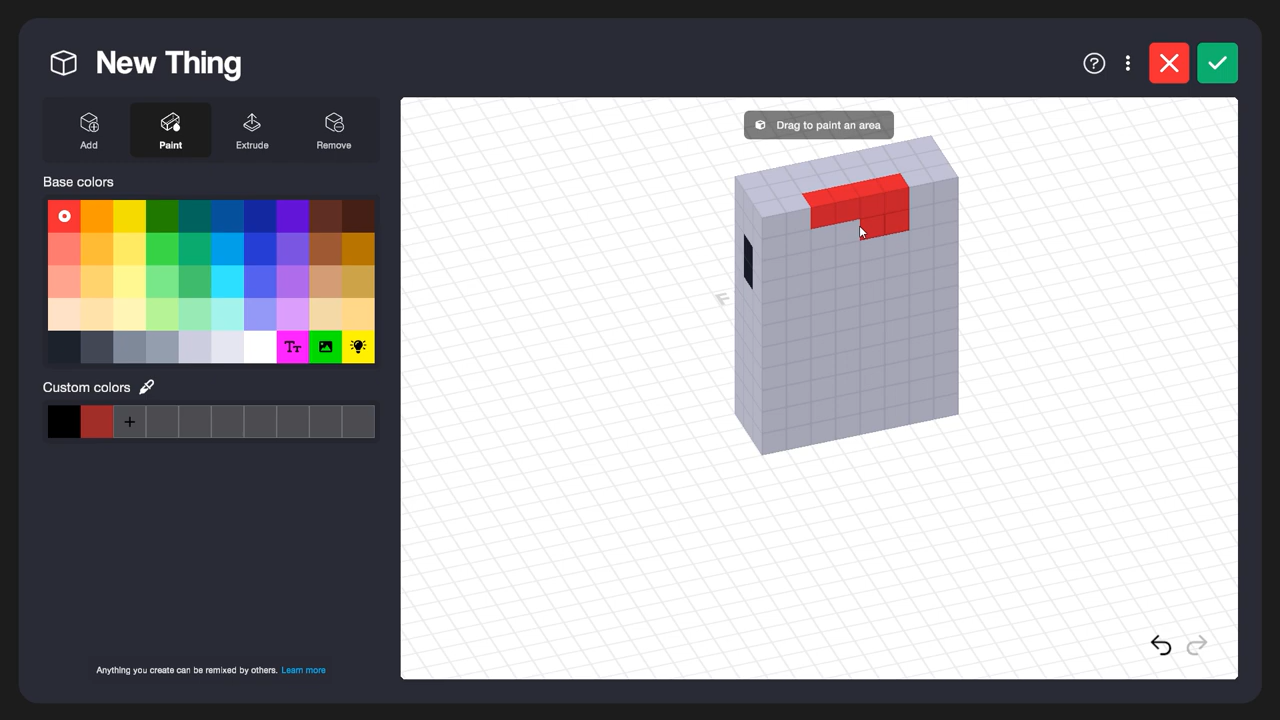 New Thing
Add
Paint
Extrude
Remove
Drag to paint an area
Base colors
TT
Custom colors
+
F
Anything you create can be remixed by others. Learn more